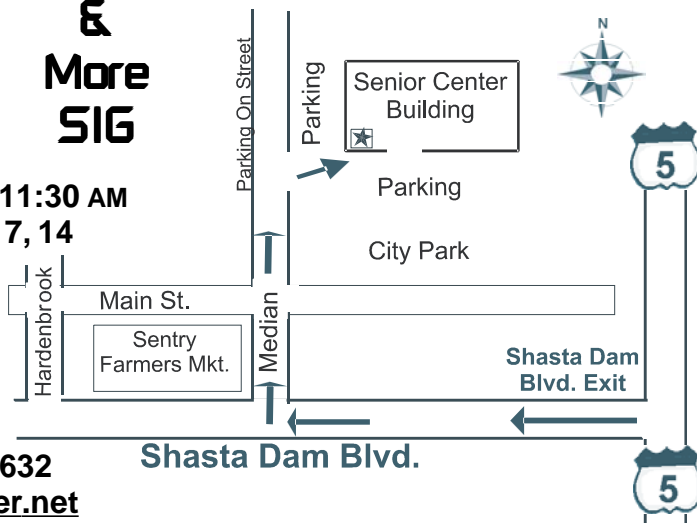 &
More
SIG
11:30 AM
7, 14
632
er.net
Parking On Street
Parking
Senior Center
Building
N
5
Parking
City Park
Hardenbrook
Main St.
Median
Sentry
Farmers Mkt.
Shasta Dam
Blvd. Exit
Shasta Dam Blvd.
5